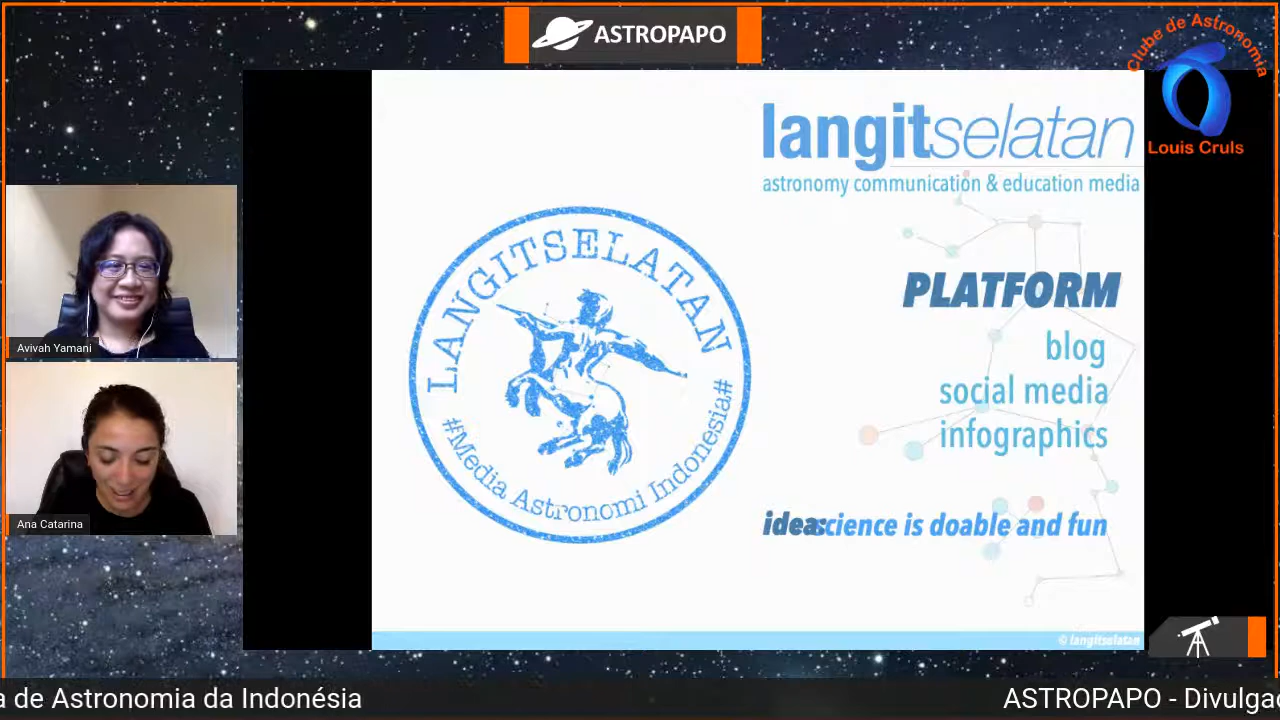 ASTROPAPO
Clube de Astronomia
Louis Cruls
langitselatan
astronomy communication & education media
LANGITSELATAN
#Media Astronomi Indonesia#
PLATFORM
blog
social media
infographics
idea:
science is doable and fun
© langitselatan
Avivah Yamani
Ana Catarina
a de Astronomia da Indonésia
ASTROPAPO - Divulgaç